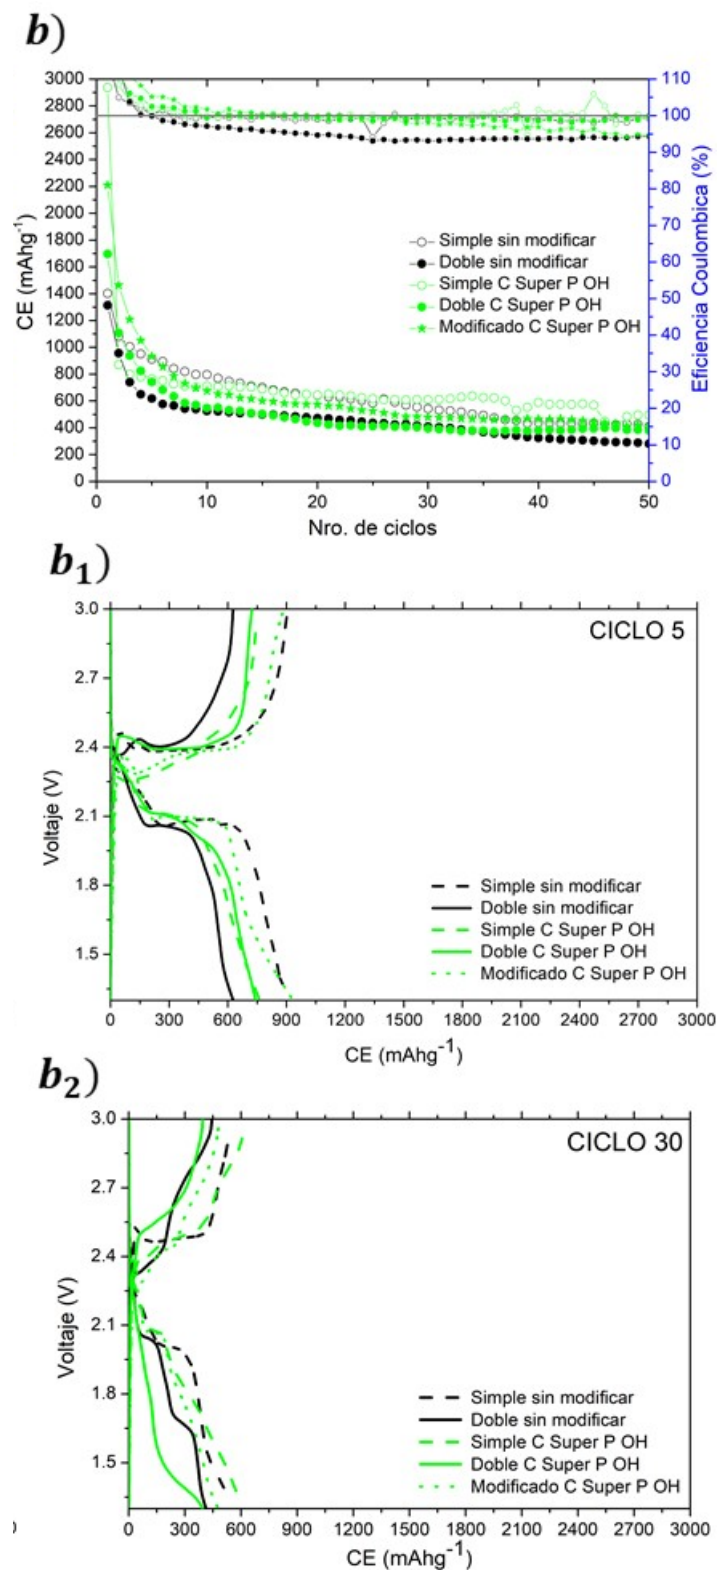 b)
3000
2800
2600
2400
2200
2000
1800
1600
1400
1200
1000
800
600
400
200
0
CE (mAhg-1)
110
100
90
80
70
60
50
40
30
20
10
0
Eficiencia Coulombica (%)
Simple sin modificar
Doble sin modificar
Simple C Super P OH
Doble C Super P OH
Modificado C Super P OH
0 10 20 30 40 50
Nro. de ciclos
b1)
CICLO 5
3.0
2.7
2.4
2.1
1.8
1.5
Voltaje (V)
Simple sin modificar
Doble sin modificar
Simple C Super P OH
Doble C Super P OH
Modificado C Super P OH
0 300 600 900 1200 1500 1800 2100 2400 2700 3000
CE (mAhg-1)
b2)
CICLO 30
3.0
2.7
2.4
2.1
1.8
1.5
Voltaje (V)
Simple sin modificar
Doble sin modificar
Simple C Super P OH
Doble C Super P OH
Modificado C Super P OH
0 300 600 900 1200 1500 1800 2100 2400 2700 3000
CE (mAhg-1)